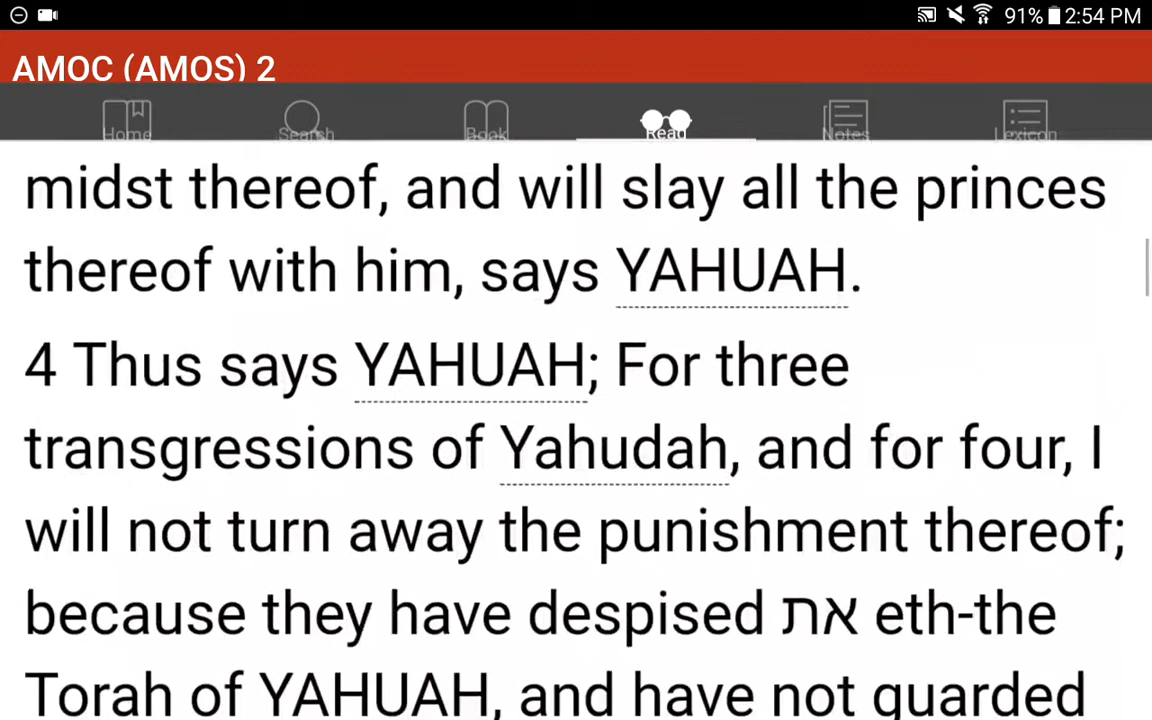 91% 2:54 PM
AMOC (AMOS) 2
Home Search Book Read Notes Lexicon
midst thereof, and will slay all the princes
thereof with him, says YAHUAH.
4 Thus says YAHUAH; For three
transgressions of Yahudah, and for four, I
will not turn away the punishment thereof;
because they have despised את eth-the
Torah of YAHUAH, and have not guarded